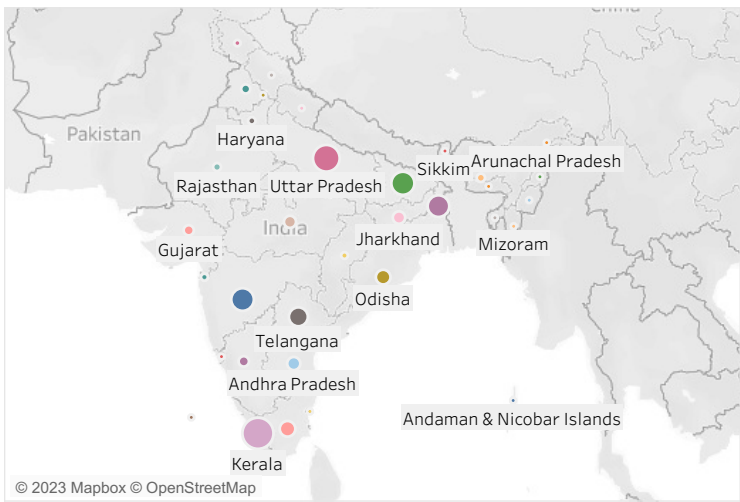 China
Pakistan
Haryana
Sikkim
Arunachal Pradesh
Rajasthan
Uttar Pradesh
India
Jharkhand
Mizoram
Gujarat
Odisha
Telangana
Andhra Pradesh
Andaman & Nicobar Islands
Kerala
© 2023 Mapbox © OpenStreetMap